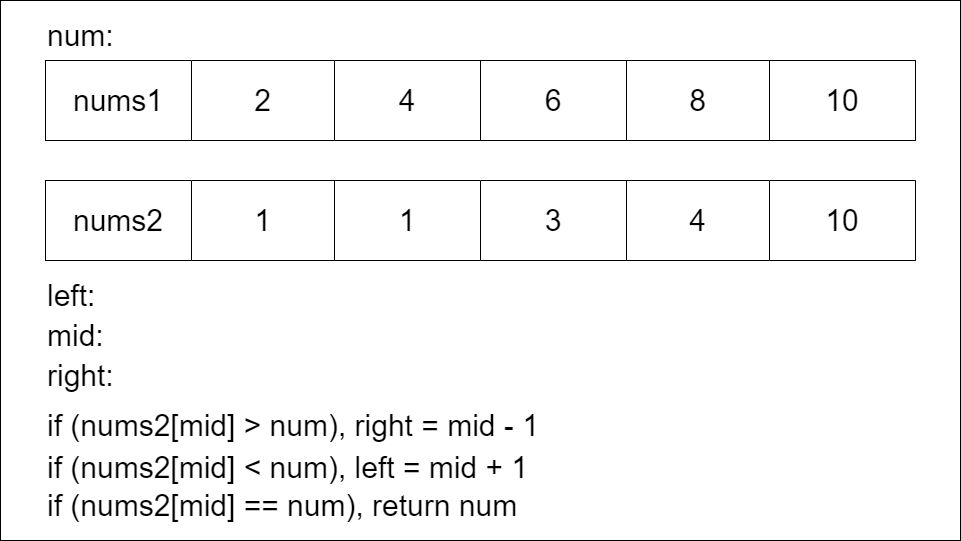 num:
nums1 2 4 6 8 10
nums2 1 1 3 4 10
left:
mid:
right:
if (nums2[mid] > num), right = mid - 1
if (nums2[mid] < num), left = mid + 1
if (nums2[mid] == num), return num